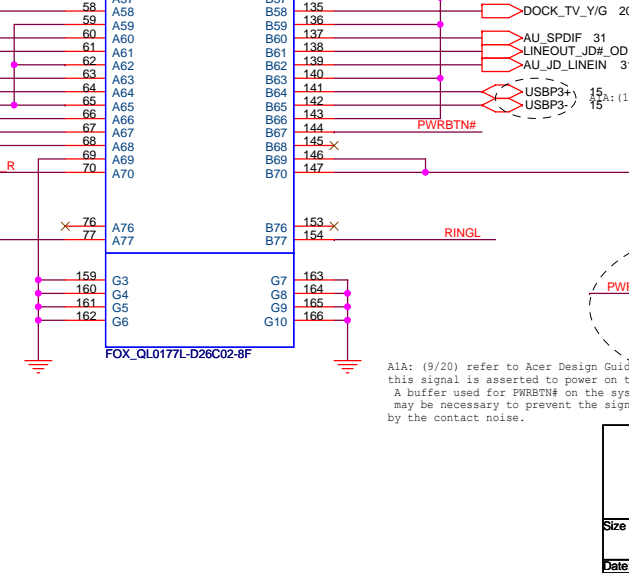 57 A57 B57
58 A58 B58 135 DOCK_TV_Y/G 20
59 A59 B59 136
60 A60 B60 137 AU_SPDIF 31
61 A61 B61 138 LINEOUT_JD#_OD
62 A62 B62 139 AU_JD_LINEIN 31
63 A63 B63 140
64 A64 B64 141 USBP3+ 15
65 A65 B65 142 USBP3- 15
66 A66 B66 143
67 A67 B67 144 PWRBTN#
68 A68 B68 145
69 A69 B69 146
R 70 A70 B70 147
76 A76 B76 153
77 A77 B77 154 RINGL
159 G3 G7 163
160 G4 G8 164
161 G5 G9 165
162 G6 G10 166
FOX_QL0177L-D26C02-8F
A1A: (9/20) refer to Acer Design Guid
this signal is asserted to power on t
A buffer used for PWRBTN# on the sys
may be necessary to prevent the sign
by the contact noise.
Size
Date